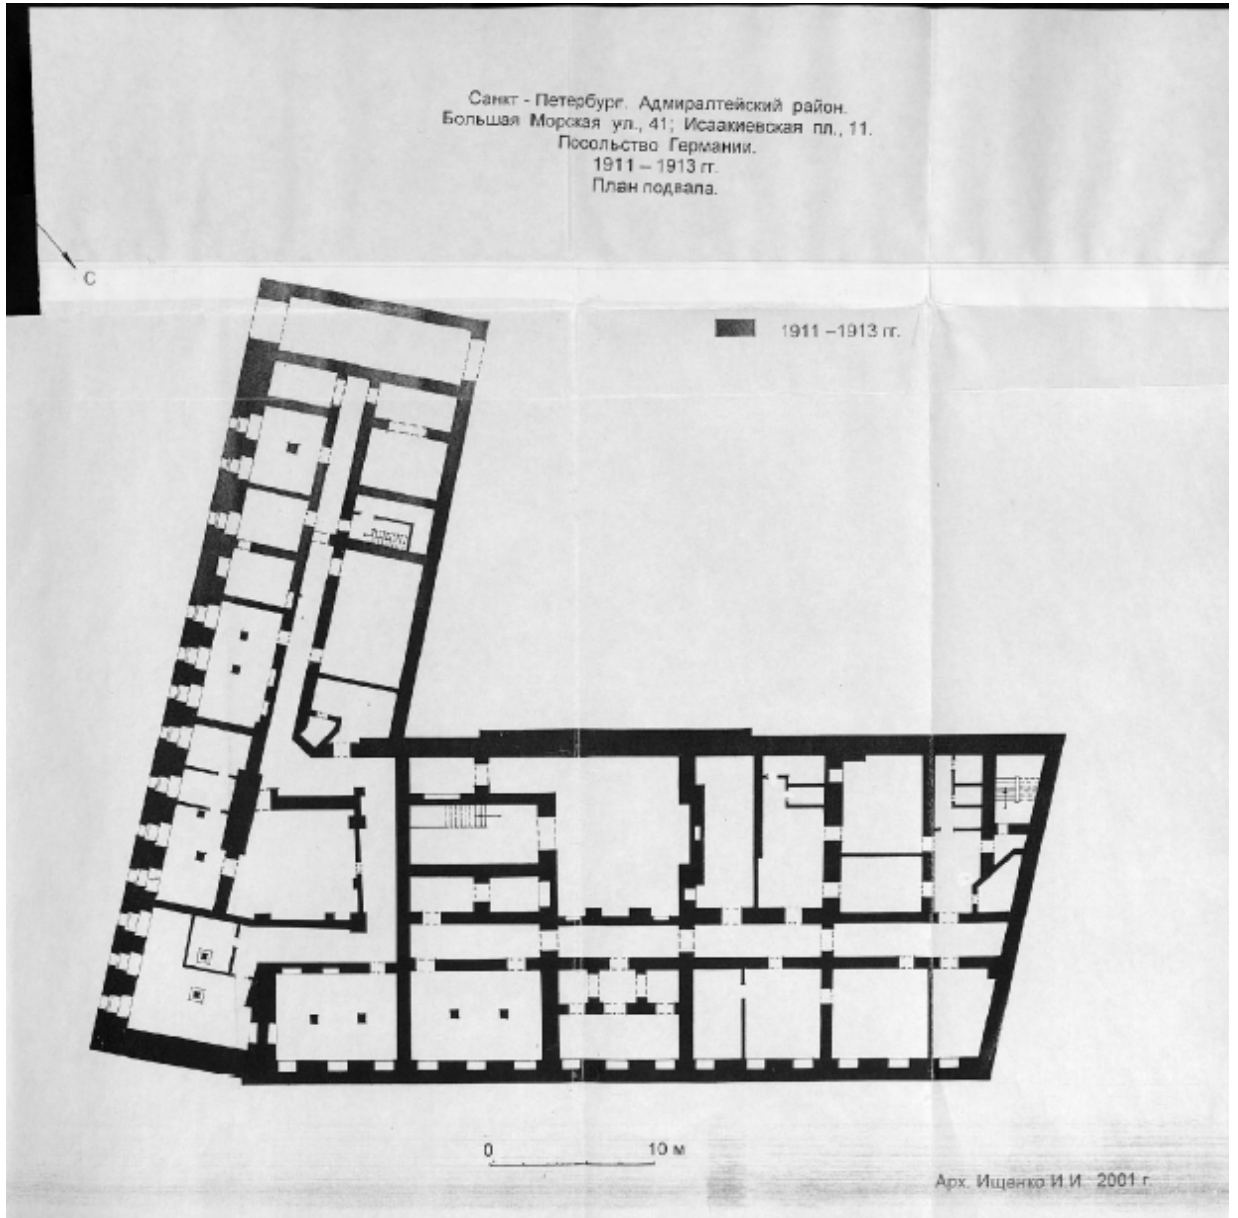 Санкт - Петербург. Адмиралтейский район.
Большая Морская ул., 41; Исаакиевская пл., 11.
Посольство Германии.
1911 – 1913 гг.
План подвала.
С
1911 –1913 гг.
0 10 м
Арх. Ищенко И.И. 2001 г.